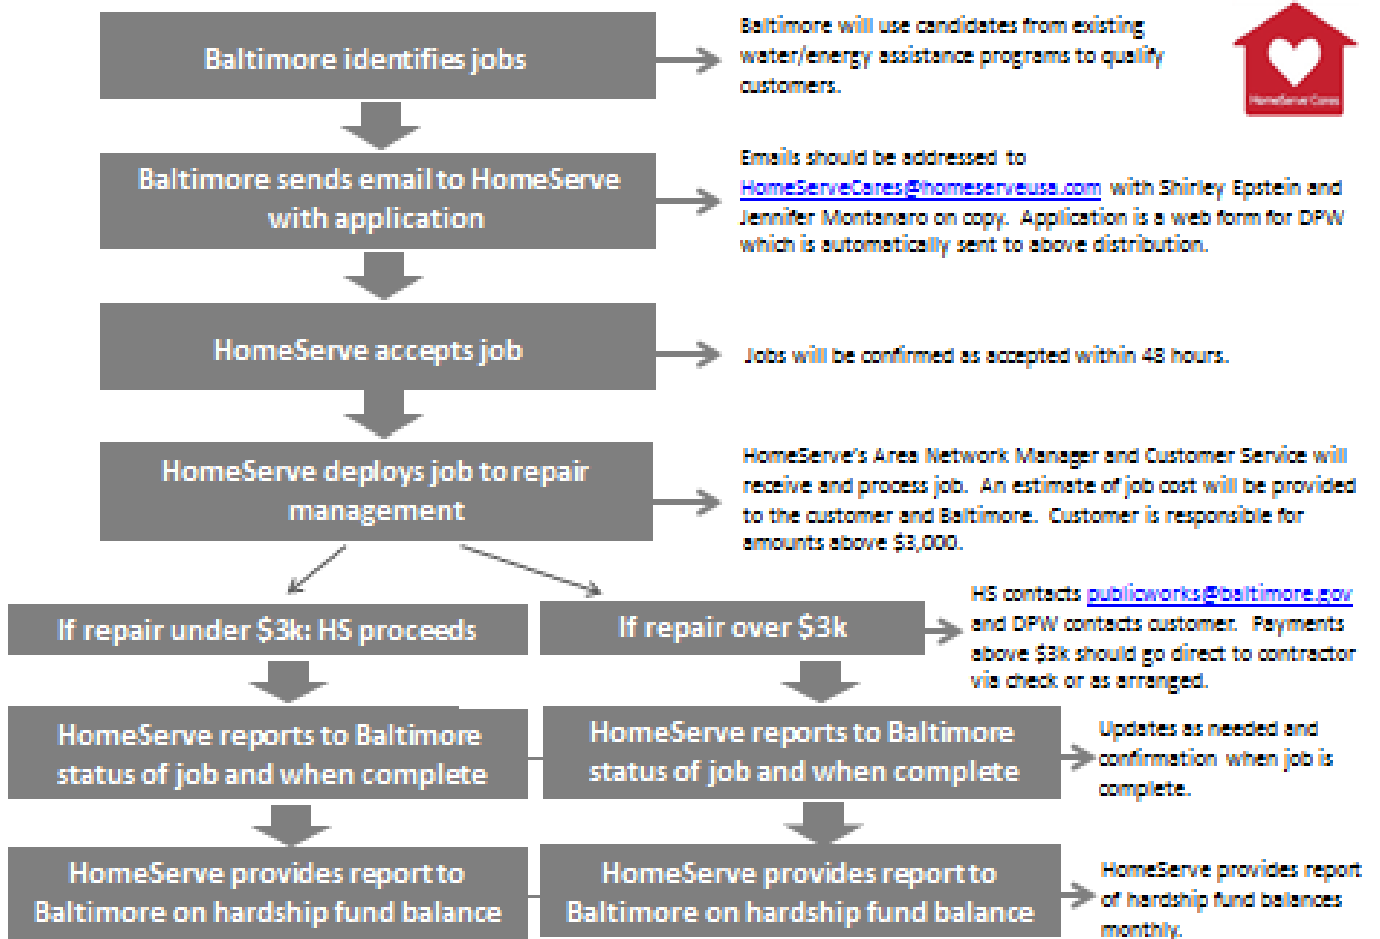 Baltimore identifies jobs
Baltimore will use candidates from existing
water/energy assistance programs to qualify
customers.
HomeServe Cares
Baltimore sends email to HomeServe
with application
Emails should be addressed to
HomeServeCares@homeserveusa.com with Shirley Epstein and
Jennifer Montanaro on copy. Application is a web form for DPW
which is automatically sent to above distribution.
HomeServe accepts job
Jobs will be confirmed as accepted within 48 hours.
HomeServe deploys job to repair
management
HomeServe's Area Network Manager and Customer Service will
receive and process job. An estimate of job cost will be provided
to the customer and Baltimore. Customer is responsible for
amounts above $3,000.
If repair under $3k: HS proceeds
If repair over $3k
HS contacts publicworks@baltimore.gov
and DPW contacts customer. Payments
above $3k should go direct to contractor
via check or as arranged.
HomeServe reports to Baltimore
status of job and when complete
HomeServe reports to Baltimore
status of job and when complete
Updates as needed and
confirmation when job is
complete.
HomeServe provides report to
Baltimore on hardship fund balance
HomeServe provides report to
Baltimore on hardship fund balance
HomeServe provides report
of hardship fund balances
monthly.